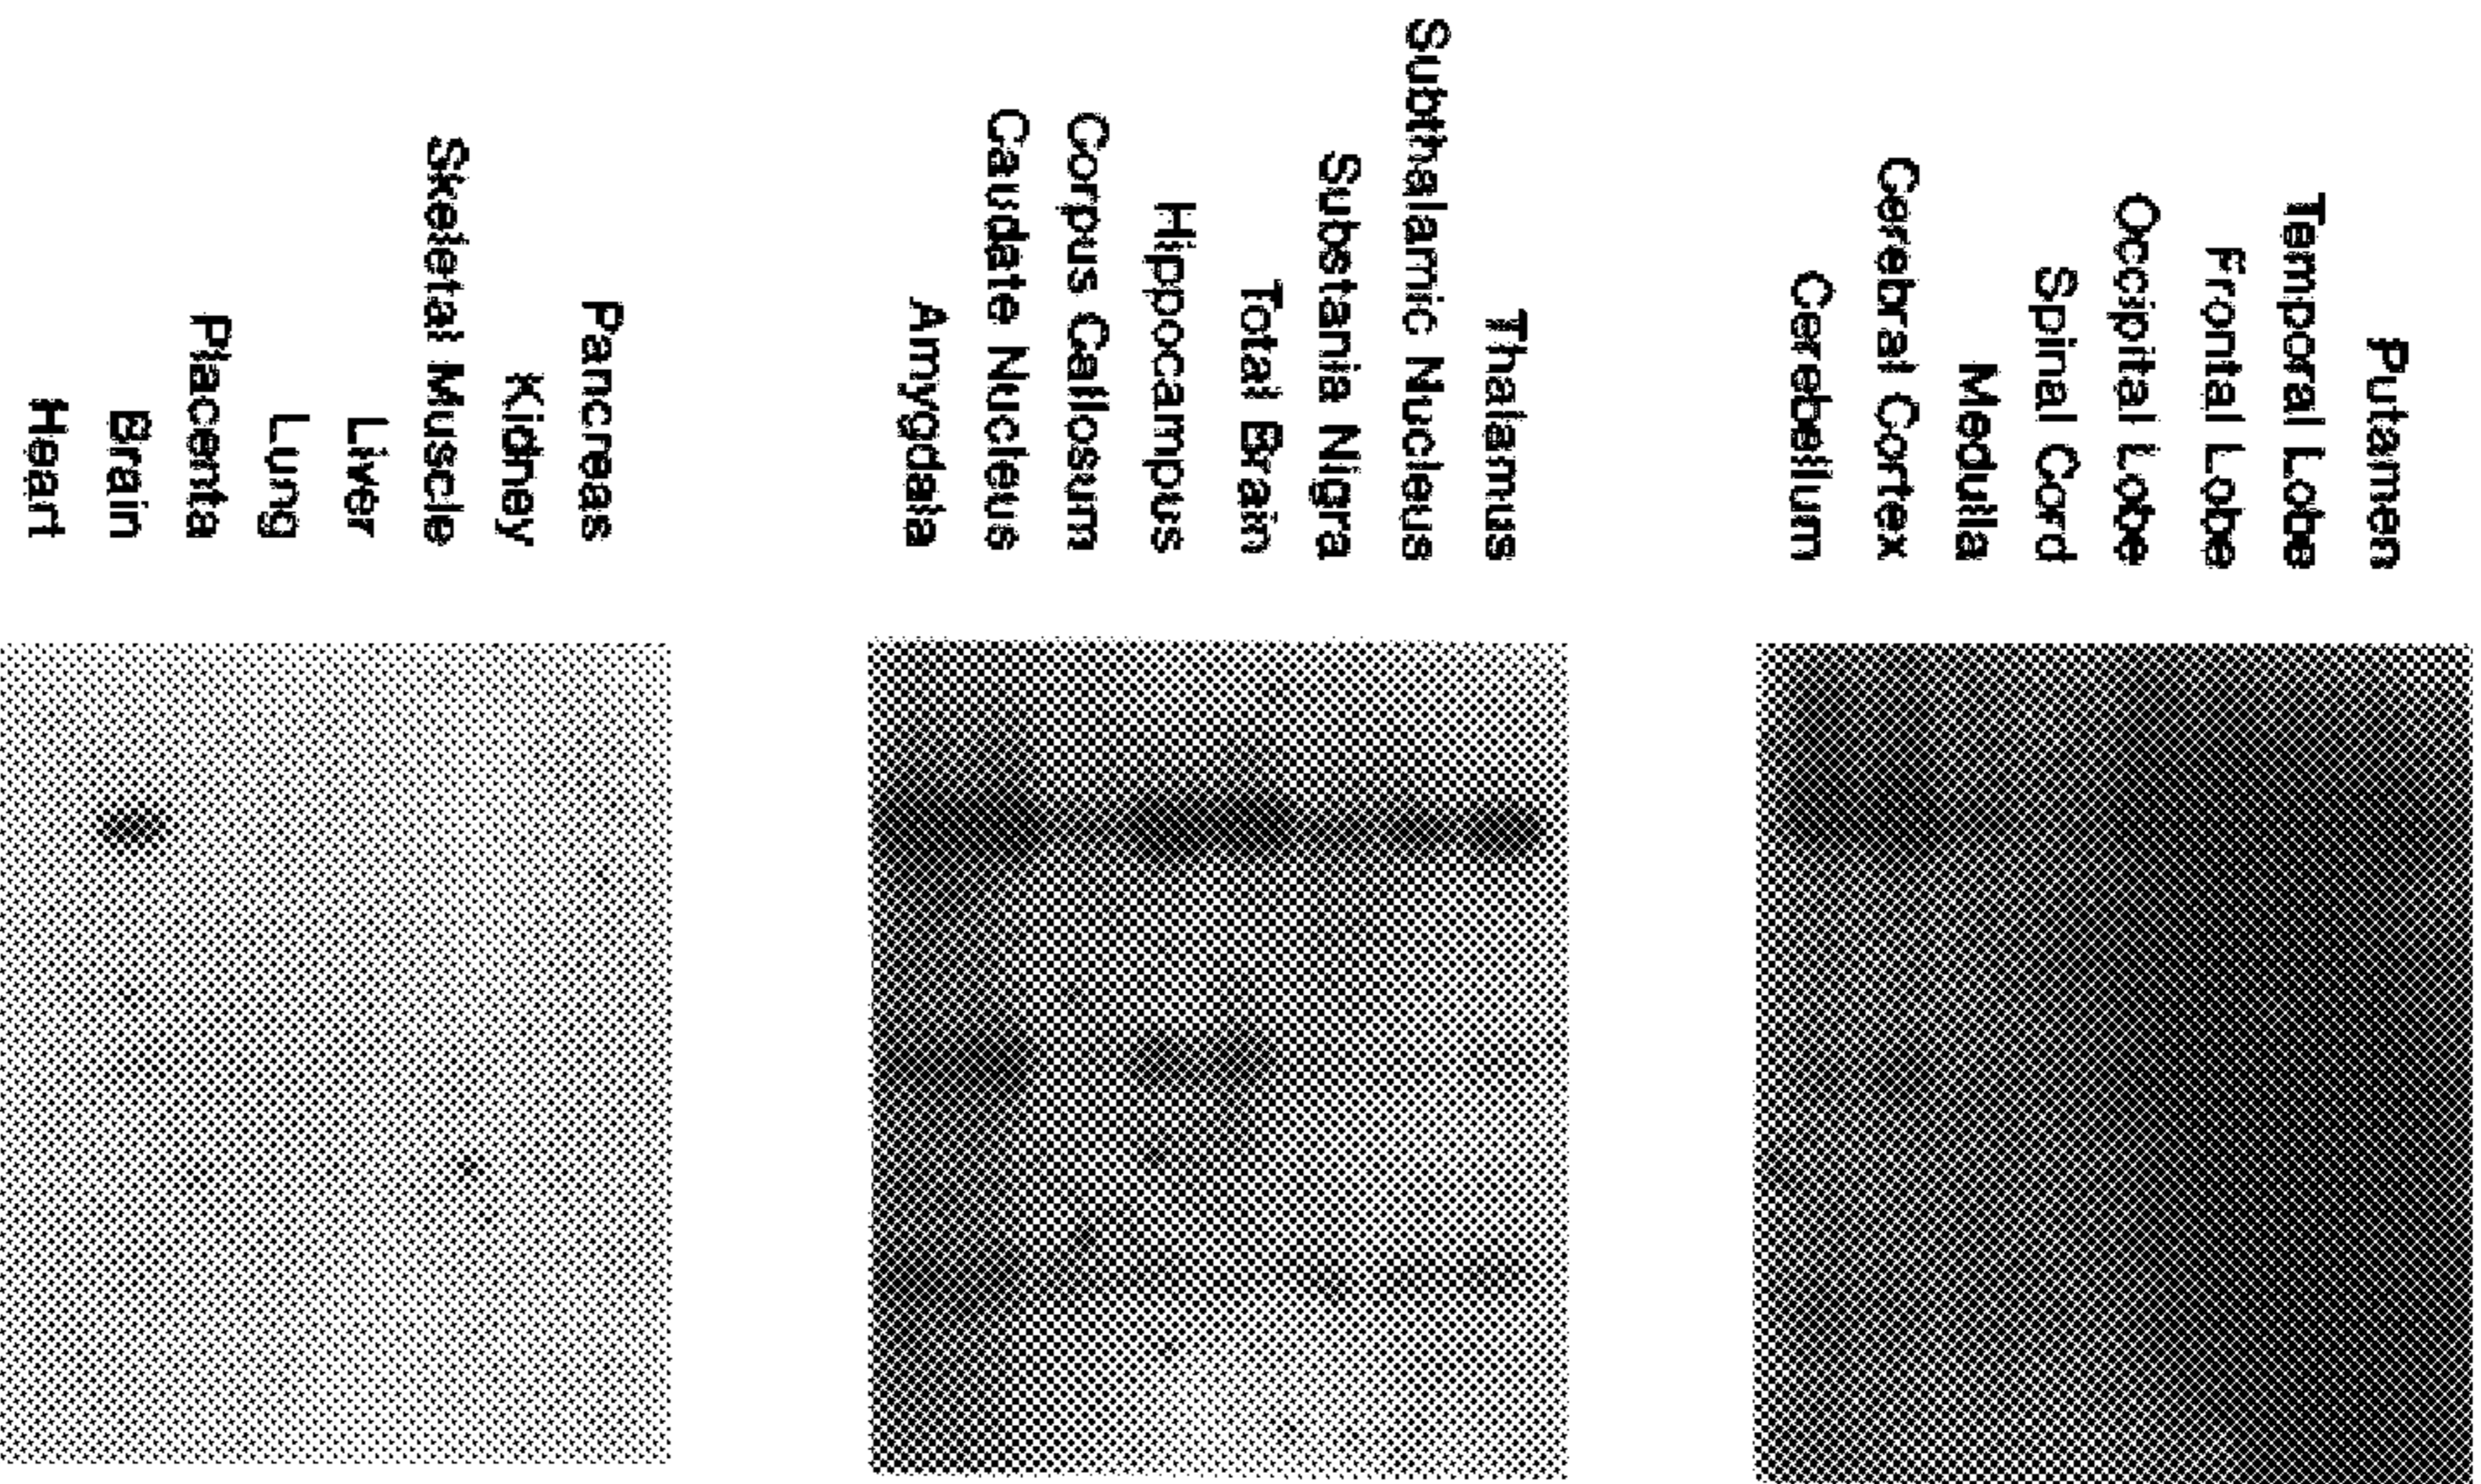 Heart
Brain
Placenta
Lung
Liver
Skeletal Muscle
Kidney
Pancreas
Amygdala
Caudate Nucleus
Corpus Callosum
Hippocampus
Total Brain
Substania Nigra
Subthalamic Nucleus
Thalamus
Cerebellum
Cerebral Cortex
Medulla
Spinal Cord
Occipital Lobe
Frontal Lobe
Temporal Lobe
Putamen